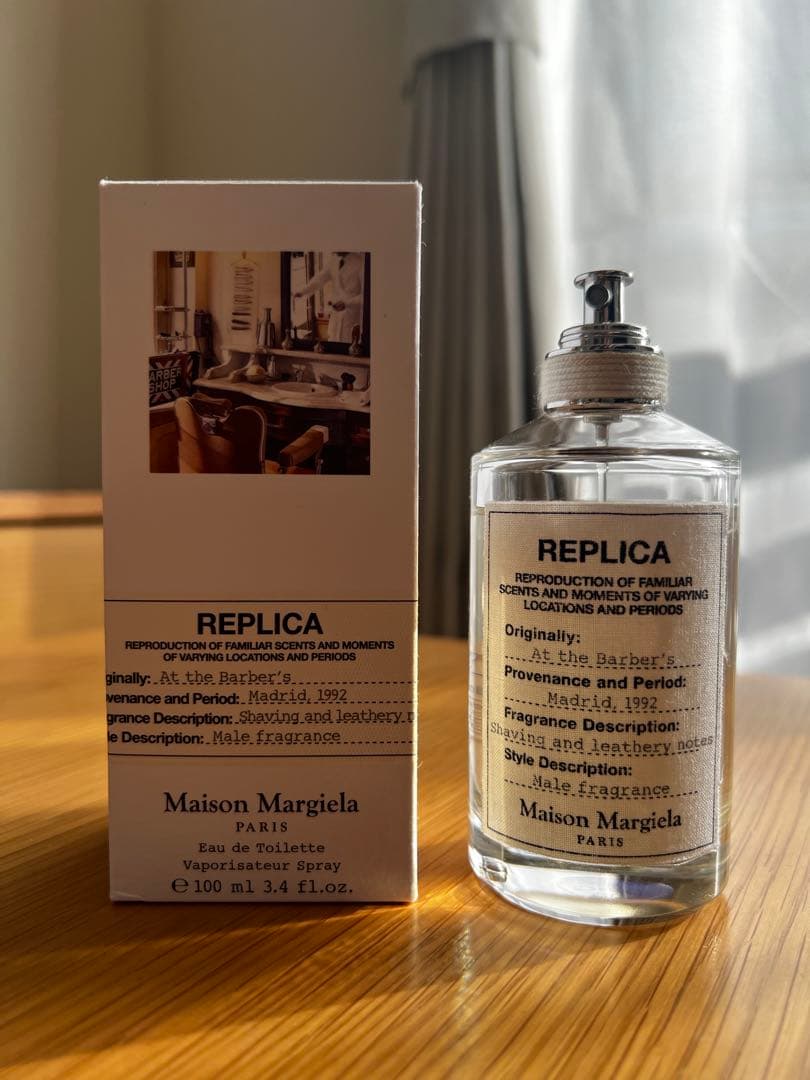 BARBER
SHOP
REPLICA
REPRODUCTION OF FAMILIAR SCENTS AND MOMENTS
OF VARYING LOCATIONS AND PERIODS
ginally: At the Barber's
venance and Period: Madrid, 1992
grance Description: Shaving and leathery n
le Description: Male fragrance
Maison Margiela
PARIS
Eau de Toilette
Vaporisateur Spray
℮ 100 ml 3.4 fl.oz.
REPLICA
REPRODUCTION OF FAMILIAR
SCENTS AND MOMENTS OF VARYING
LOCATIONS AND PERIODS
Originally:
At the Barber's
Provenance and Period:
Madrid, 1992
Fragrance Description:
Shaving and leathery notes
Style Description:
Male fragrance
Maison Margiela
PARIS